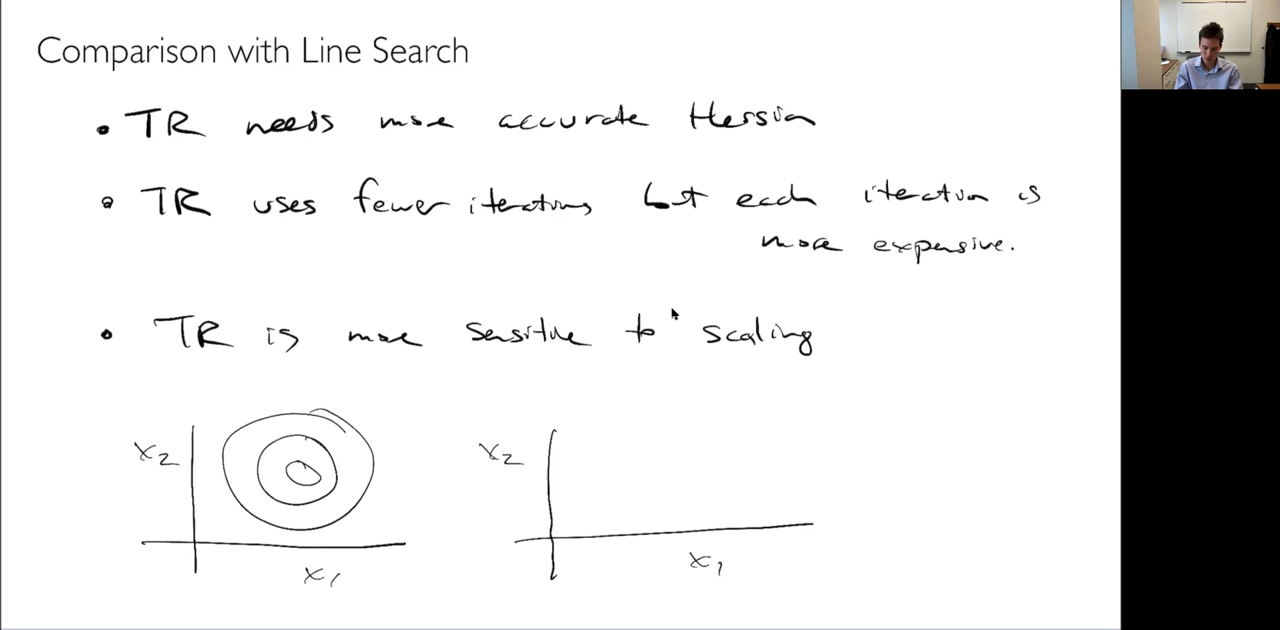 Comparison with Line Search
• TR needs more accurate Hessian
• TR uses fewer iterations but each iteration is
more expensive.
• TR is more sensitive to scaling
x2
x2
x1
x1